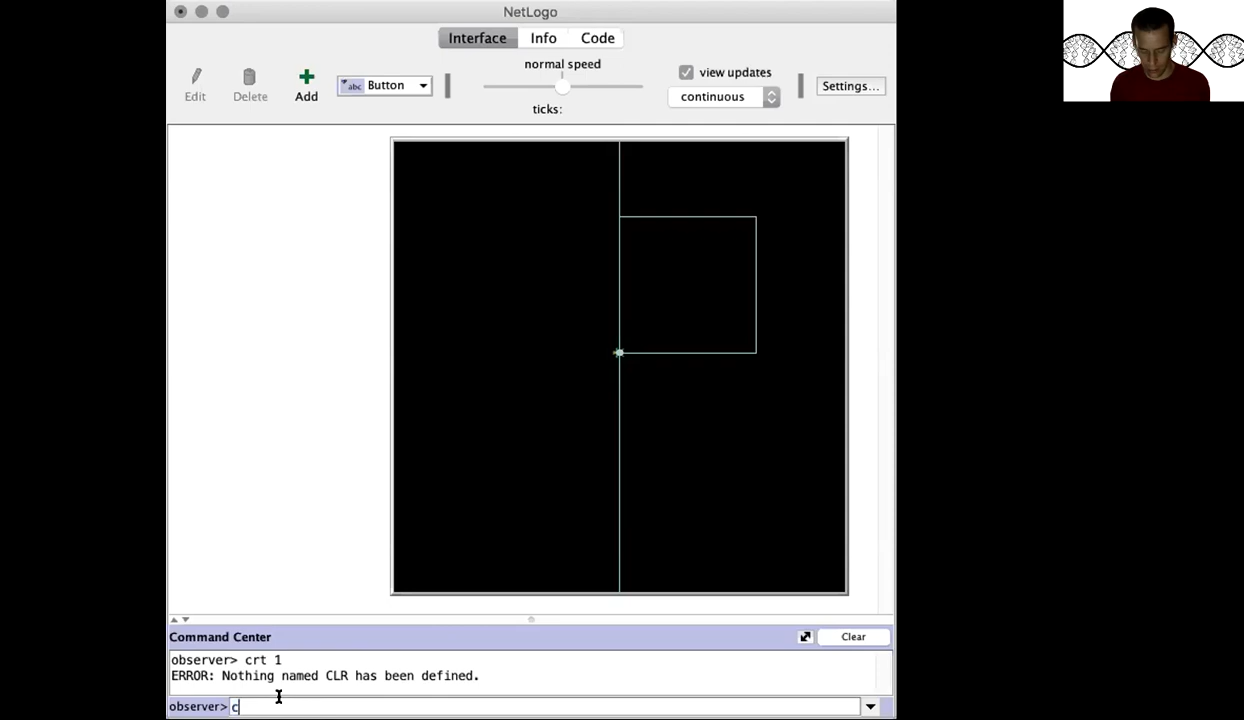 NetLogo
Interface Info Code
normal speed
view updates
Edit Delete Add abc Button continuous Settings...
ticks:
Command Center Clear
observer> crt 1
ERROR: Nothing named CLR has been defined.
observer> c